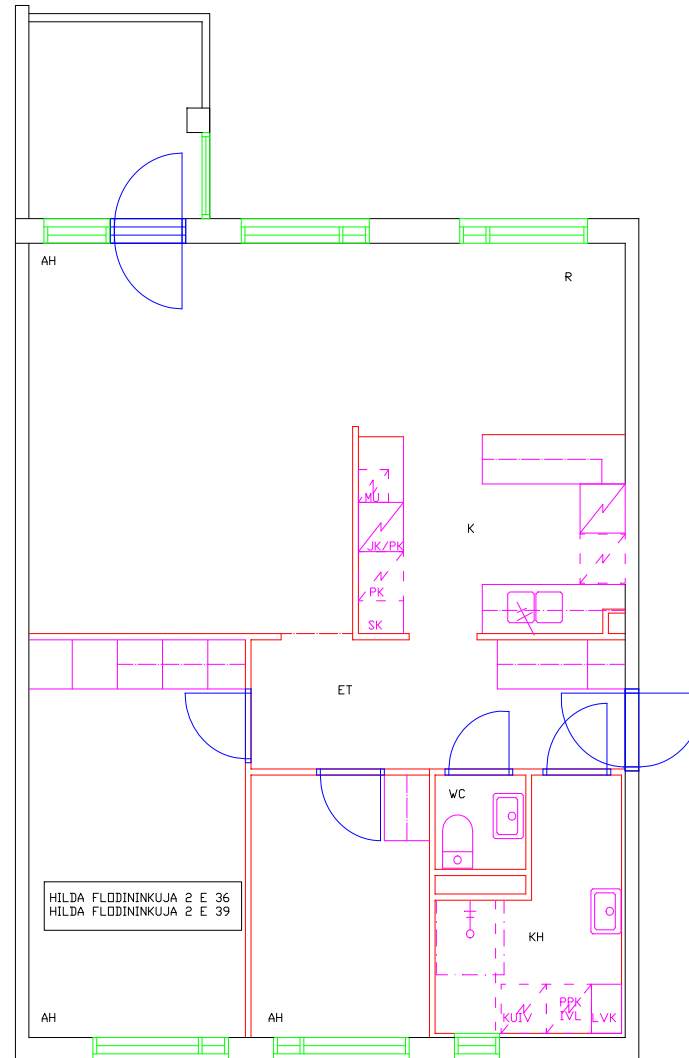 AH
R
MU
K
JK/PK
PK
SK
ET
WC
HILDA FLODININKUJA 2 E 36
HILDA FLODININKUJA 2 E 39
KH
PPK
KUIV
IVL
LVK
AH
AH